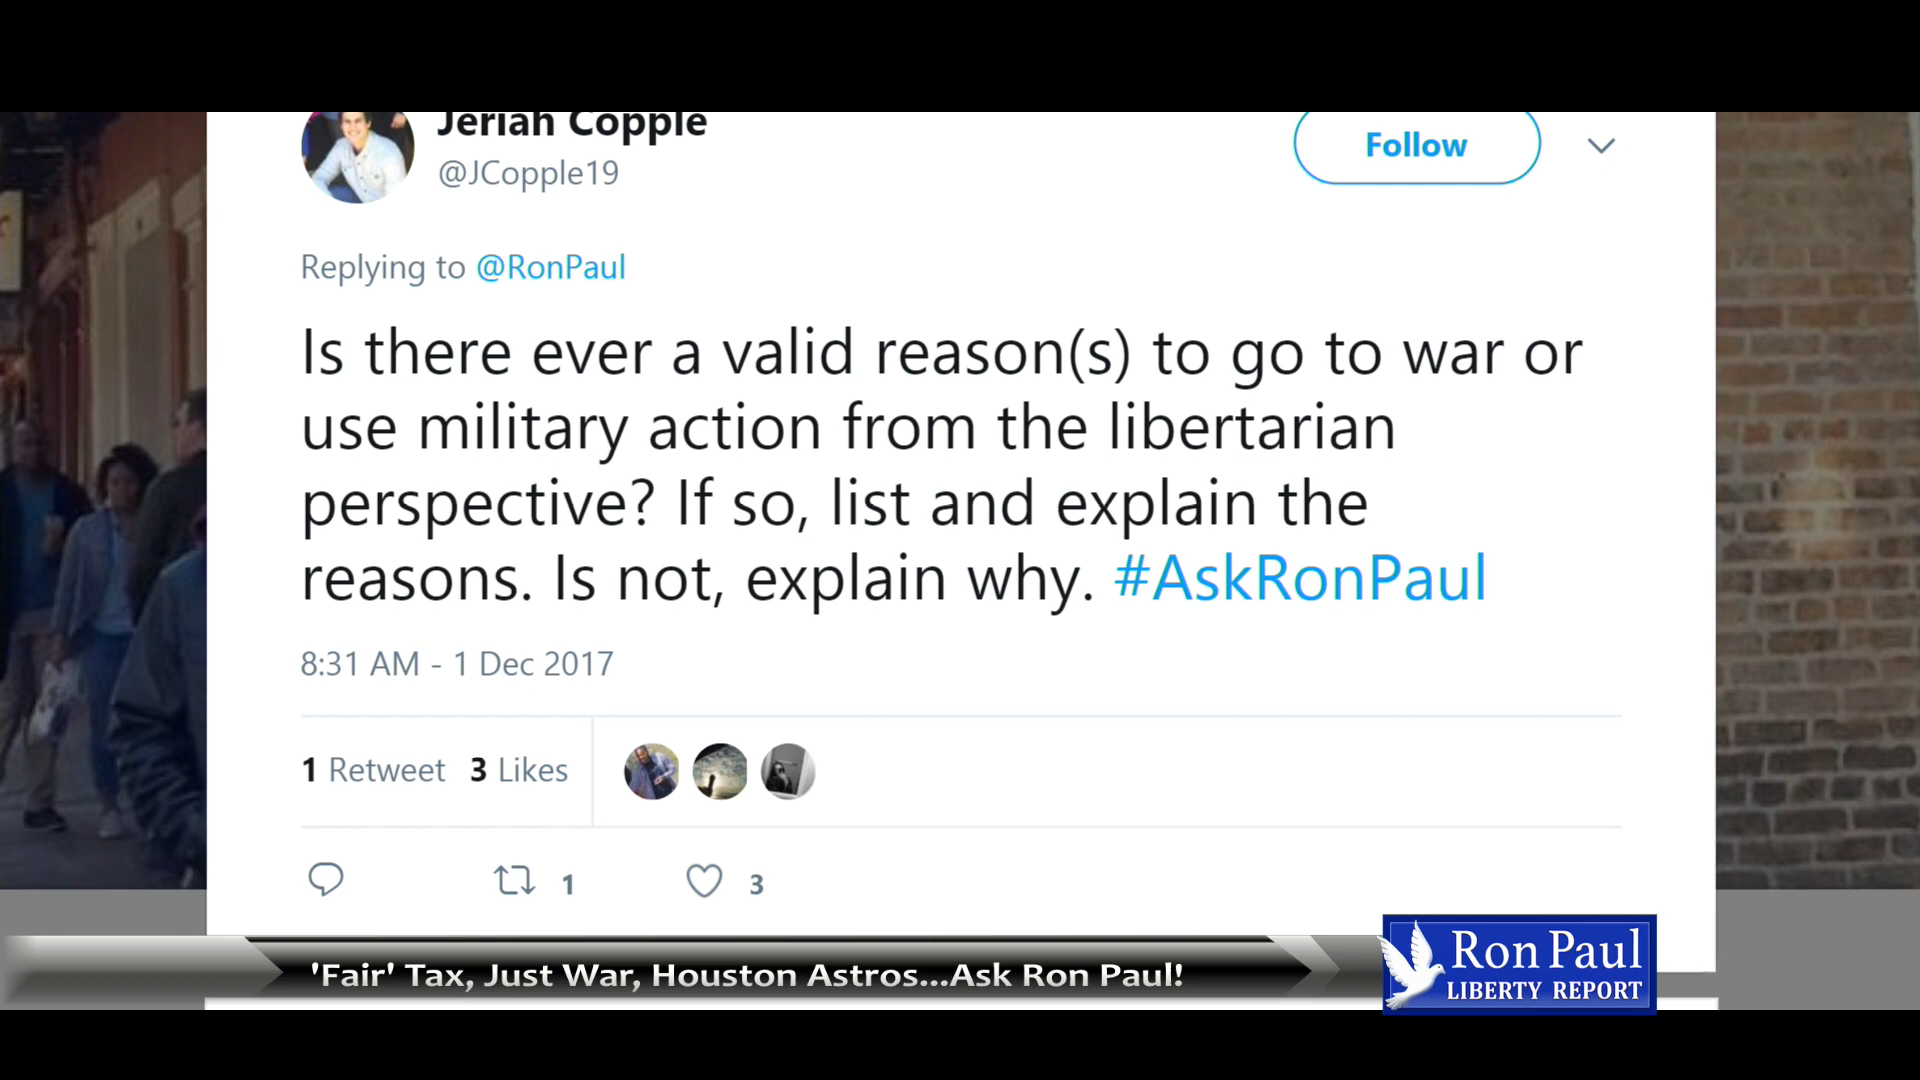 Jeriah Copple
@JCopple19
Follow
Replying to @RonPaul
Is there ever a valid reason(s) to go to war or
use military action from the libertarian
perspective? If so, list and explain the
reasons. Is not, explain why. #AskRonPaul
8:31 AM - 1 Dec 2017
1 Retweet 3 Likes
1 3
'Fair' Tax, Just War, Houston Astros...Ask Ron Paul!
Ron Paul
LIBERTY REPORT